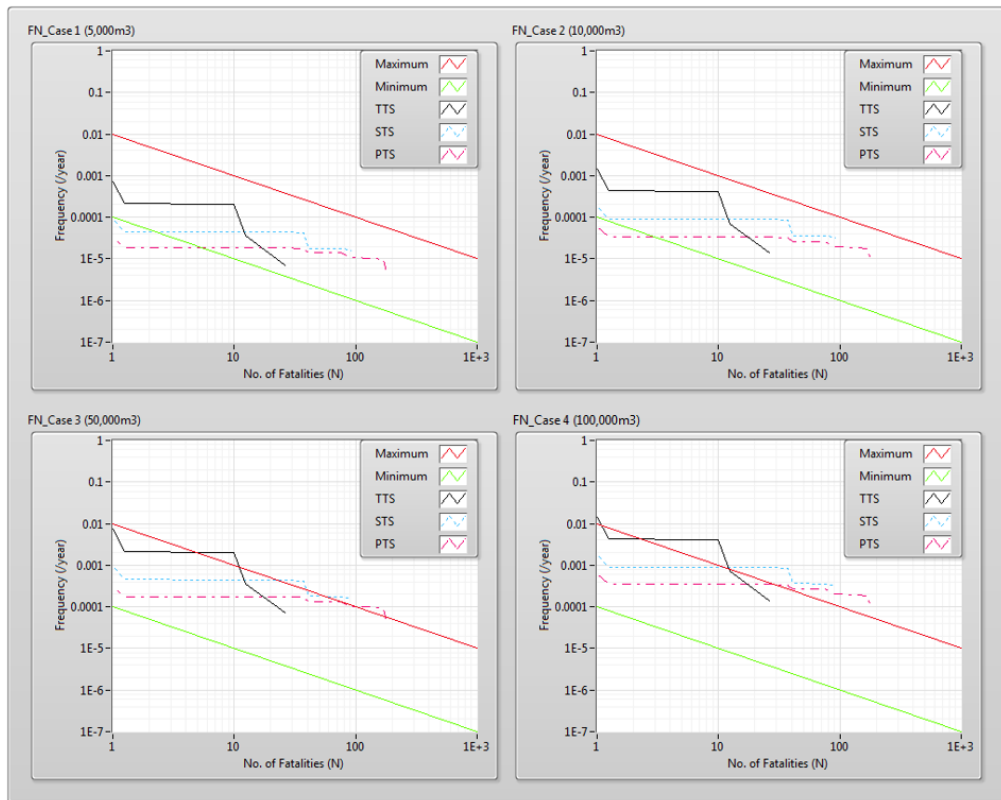 FN_Case 1 (5,000m3)
Maximum
Minimum
TTS
STS
PTS
Frequency (/year)
1
0.1
0.01
0.001
0.0001
1E-5
1E-6
1E-7
1
10
100
1E+3
No. of Fatalities (N)
FN_Case 2 (10,000m3)
Maximum
Minimum
TTS
STS
PTS
Frequency (/year)
1
0.1
0.01
0.001
0.0001
1E-5
1E-6
1E-7
1
10
100
1E+3
No. of Fatalities (N)
FN_Case 3 (50,000m3)
Maximum
Minimum
TTS
STS
PTS
Frequency (/year)
1
0.1
0.01
0.001
0.0001
1E-5
1E-6
1E-7
1
10
100
1E+3
No. of Fatalities (N)
FN_Case 4 (100,000m3)
Maximum
Minimum
TTS
STS
PTS
Frequency (/year)
1
0.1
0.01
0.001
0.0001
1E-5
1E-6
1E-7
1
10
100
1E+3
No. of Fatalities (N)